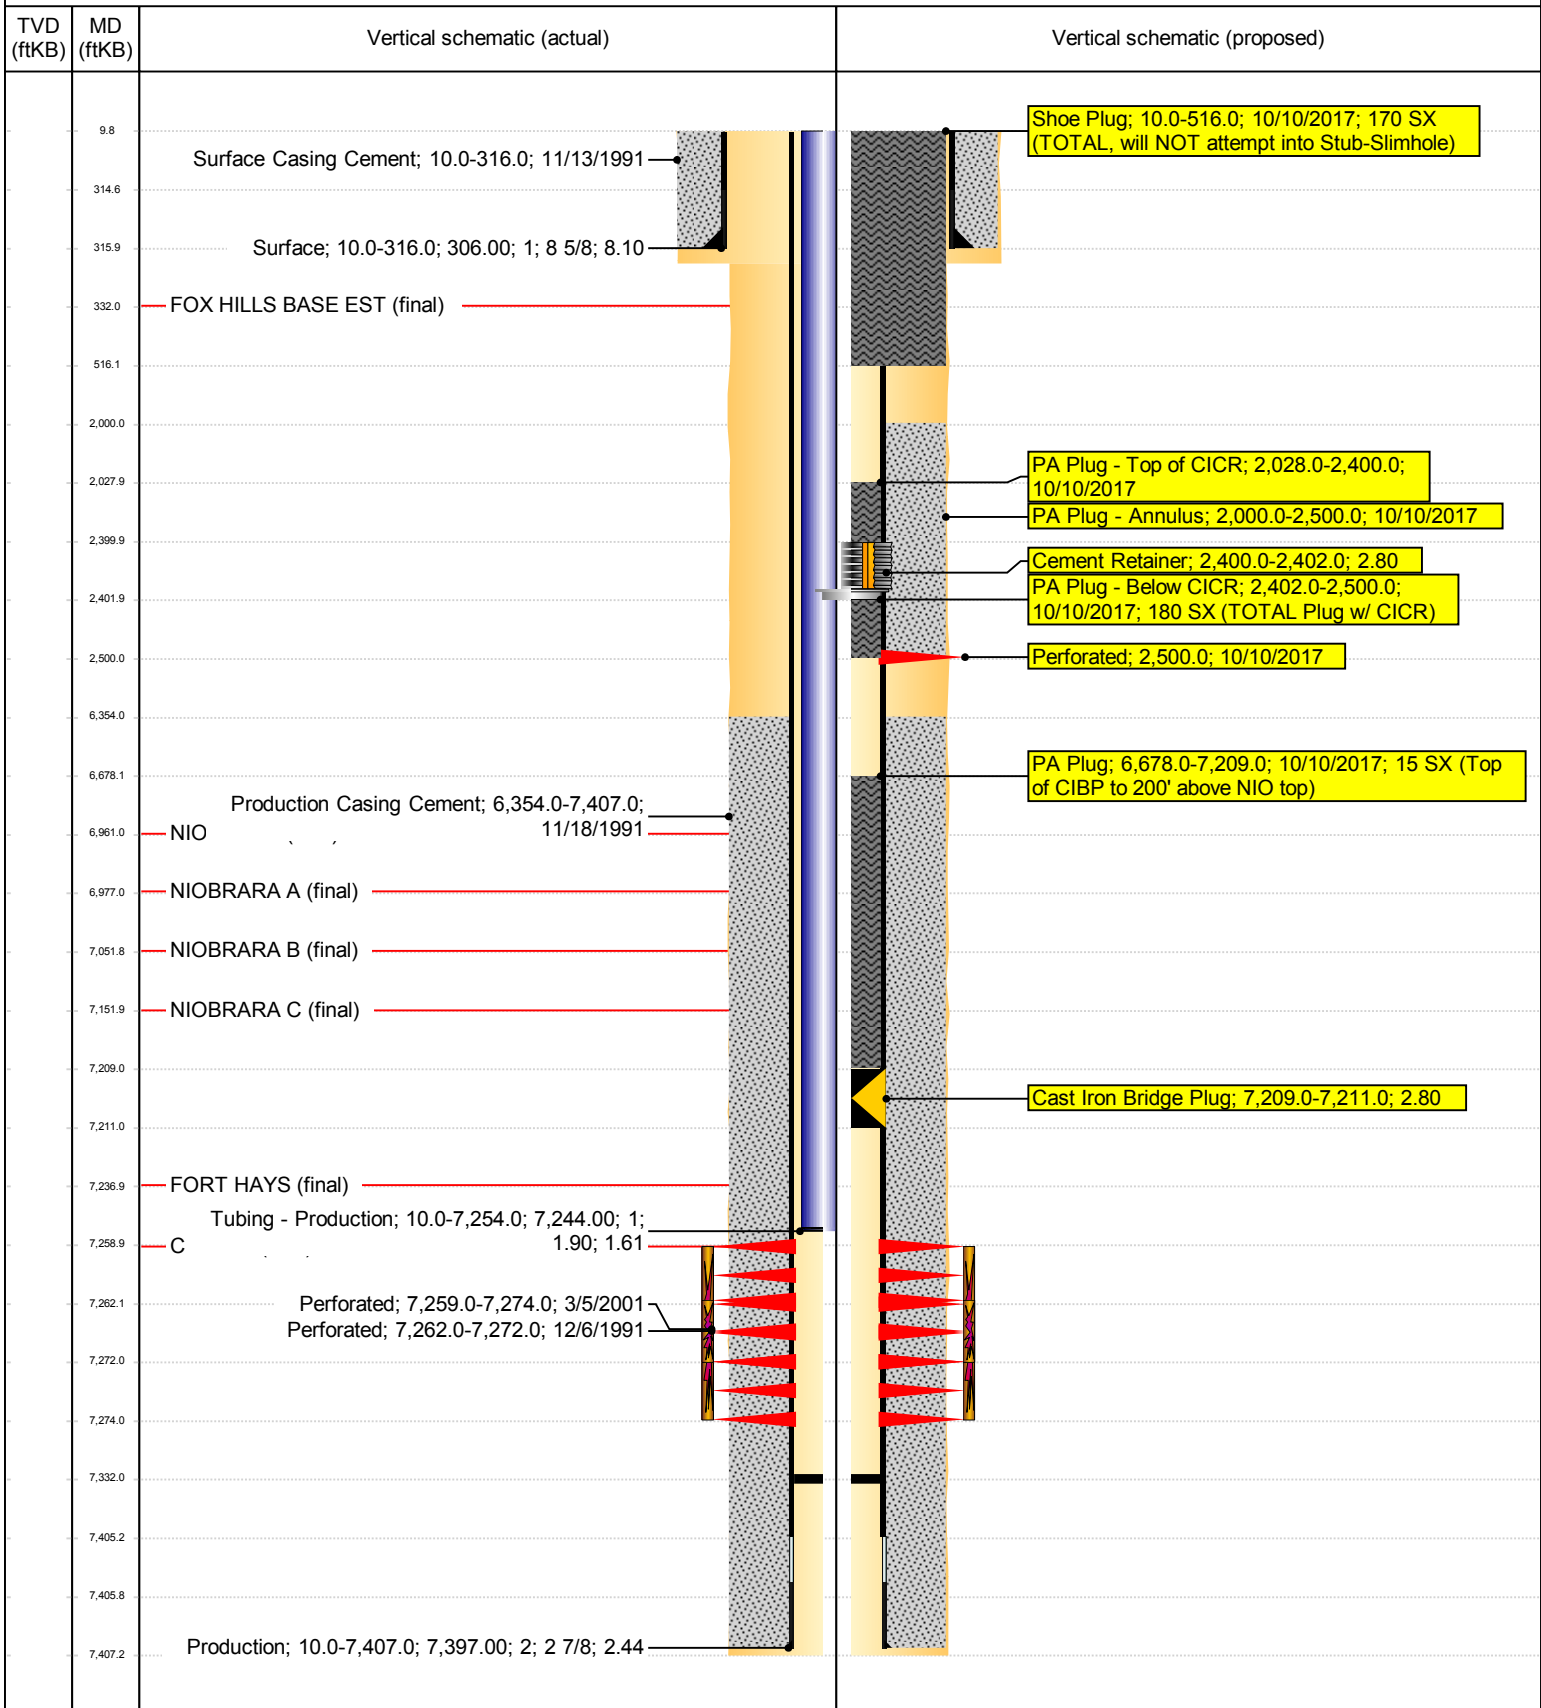 TVD
(ftKB)
MD
(ftKB)
Vertical schematic (actual)
Vertical schematic (proposed)
9.8
314.6
315.9
332.0
516.1
2,000.0
2,027.9
2,399.9
2,401.9
2,500.0
6,354.0
6,678.1
6,961.0
6,977.0
7,051.8
7,151.9
7,209.0
7,211.0
7,236.9
7,258.9
7,262.1
7,272.0
7,274.0
7,332.0
7,405.2
7,405.8
7,407.2
Surface Casing Cement; 10.0-316.0; 11/13/1991
Surface; 10.0-316.0; 306.00; 1; 8 5/8; 8.10
FOX HILLS BASE EST (final)
Production Casing Cement; 6,354.0-7,407.0;
11/18/1991
NIO
NIOBRARA A (final)
NIOBRARA B (final)
NIOBRARA C (final)
FORT HAYS (final)
Tubing - Production; 10.0-7,254.0; 7,244.00; 1;
1.90; 1.61
C
Perforated; 7,259.0-7,274.0; 3/5/2001
Perforated; 7,262.0-7,272.0; 12/6/1991
Production; 10.0-7,407.0; 7,397.00; 2; 2 7/8; 2.44
Shoe Plug; 10.0-516.0; 10/10/2017; 170 SX
(TOTAL, will NOT attempt into Stub-Slimhole)
PA Plug - Top of CICR; 2,028.0-2,400.0;
10/10/2017
PA Plug - Annulus; 2,000.0-2,500.0; 10/10/2017
Cement Retainer; 2,400.0-2,402.0; 2.80
PA Plug - Below CICR; 2,402.0-2,500.0;
10/10/2017; 180 SX (TOTAL Plug w/ CICR)
Perforated; 2,500.0; 10/10/2017
PA Plug; 6,678.0-7,209.0; 10/10/2017; 15 SX (Top
of CIBP to 200' above NIO top)
Cast Iron Bridge Plug; 7,209.0-7,211.0; 2.80